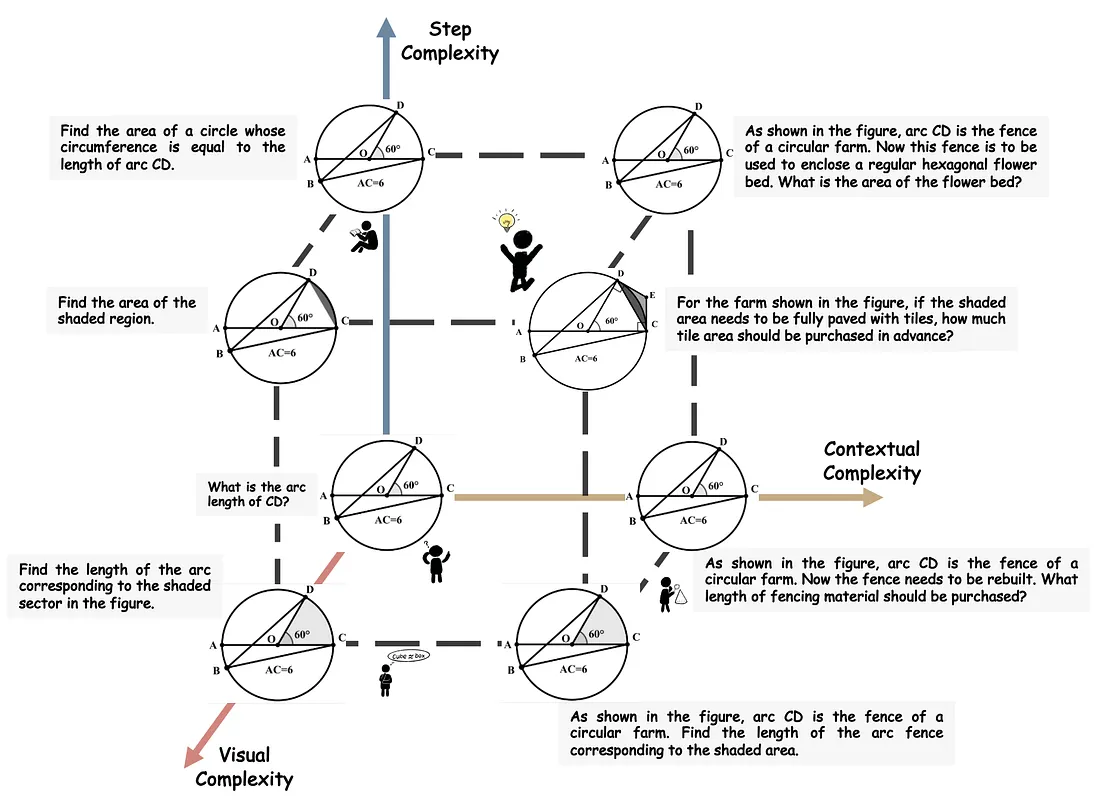 Step
Complexity
Find the area of a circle whose
circumference is equal to the
length of arc CD.
D
A
O
60°
C
B
AC=6
D
A
O
60°
C
B
AC=6
As shown in the figure, arc CD is the fence
of a circular farm. Now this fence is to be
used to enclose a regular hexagonal flower
bed. What is the area of the flower bed?
Find the area of the
shaded region.
D
A
O
60°
C
B
AC=6
D
E
A
O
60°
C
B
AC=6
For the farm shown in the figure, if the shaded
area needs to be fully paved with tiles, how much
tile area should be purchased in advance?
What is the arc
length of CD?
D
A
O
60°
C
B
AC=6
D
A
O
60°
C
B
AC=6
Contextual
Complexity
Find the length of the arc
corresponding to the shaded
sector in the figure.
?
As shown in the figure, arc CD is the fence of a
circular farm. Now the fence needs to be rebuilt. What
length of fencing material should be purchased?
D
A
O
60°
C
B
AC=6
Cube ≈ box
D
A
O
60°
C
B
AC=6
As shown in the figure, arc CD is the fence of a
circular farm. Find the length of the arc fence
corresponding to the shaded area.
Visual
Complexity